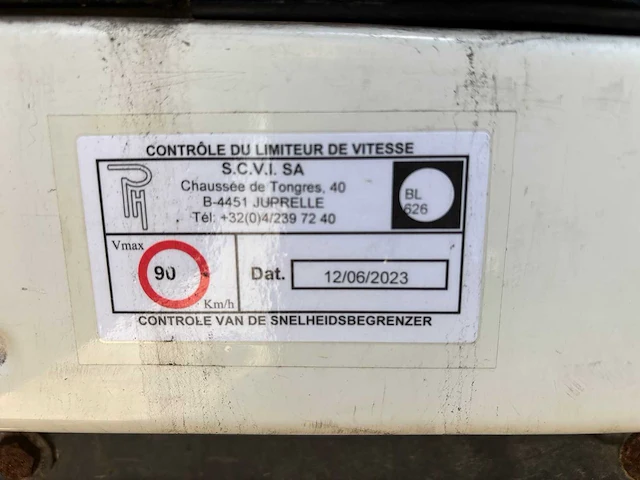 CONTRÔLE DU LIMITEUR DE VITESSE
S.C.V.I. SA
Chaussée de Tongres, 40
B-4451 JUPRELLE
Tél: +32(0)4/239 72 40
PM
BL
626
Vmax
90
Km/h
Dat. 12/06/2023
CONTROLE VAN DE SNELHEIDSBEGRENZER